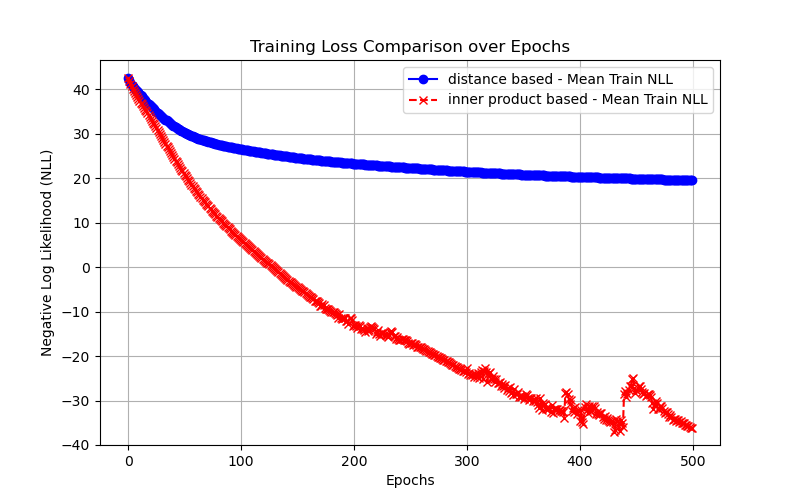 Training Loss Comparison over Epochs
distance based - Mean Train NLL
inner product based - Mean Train NLL
Negative Log Likelihood (NLL)
40
30
20
10
0
−10
−20
−30
−40
0 100 200 300 400 500
Epochs